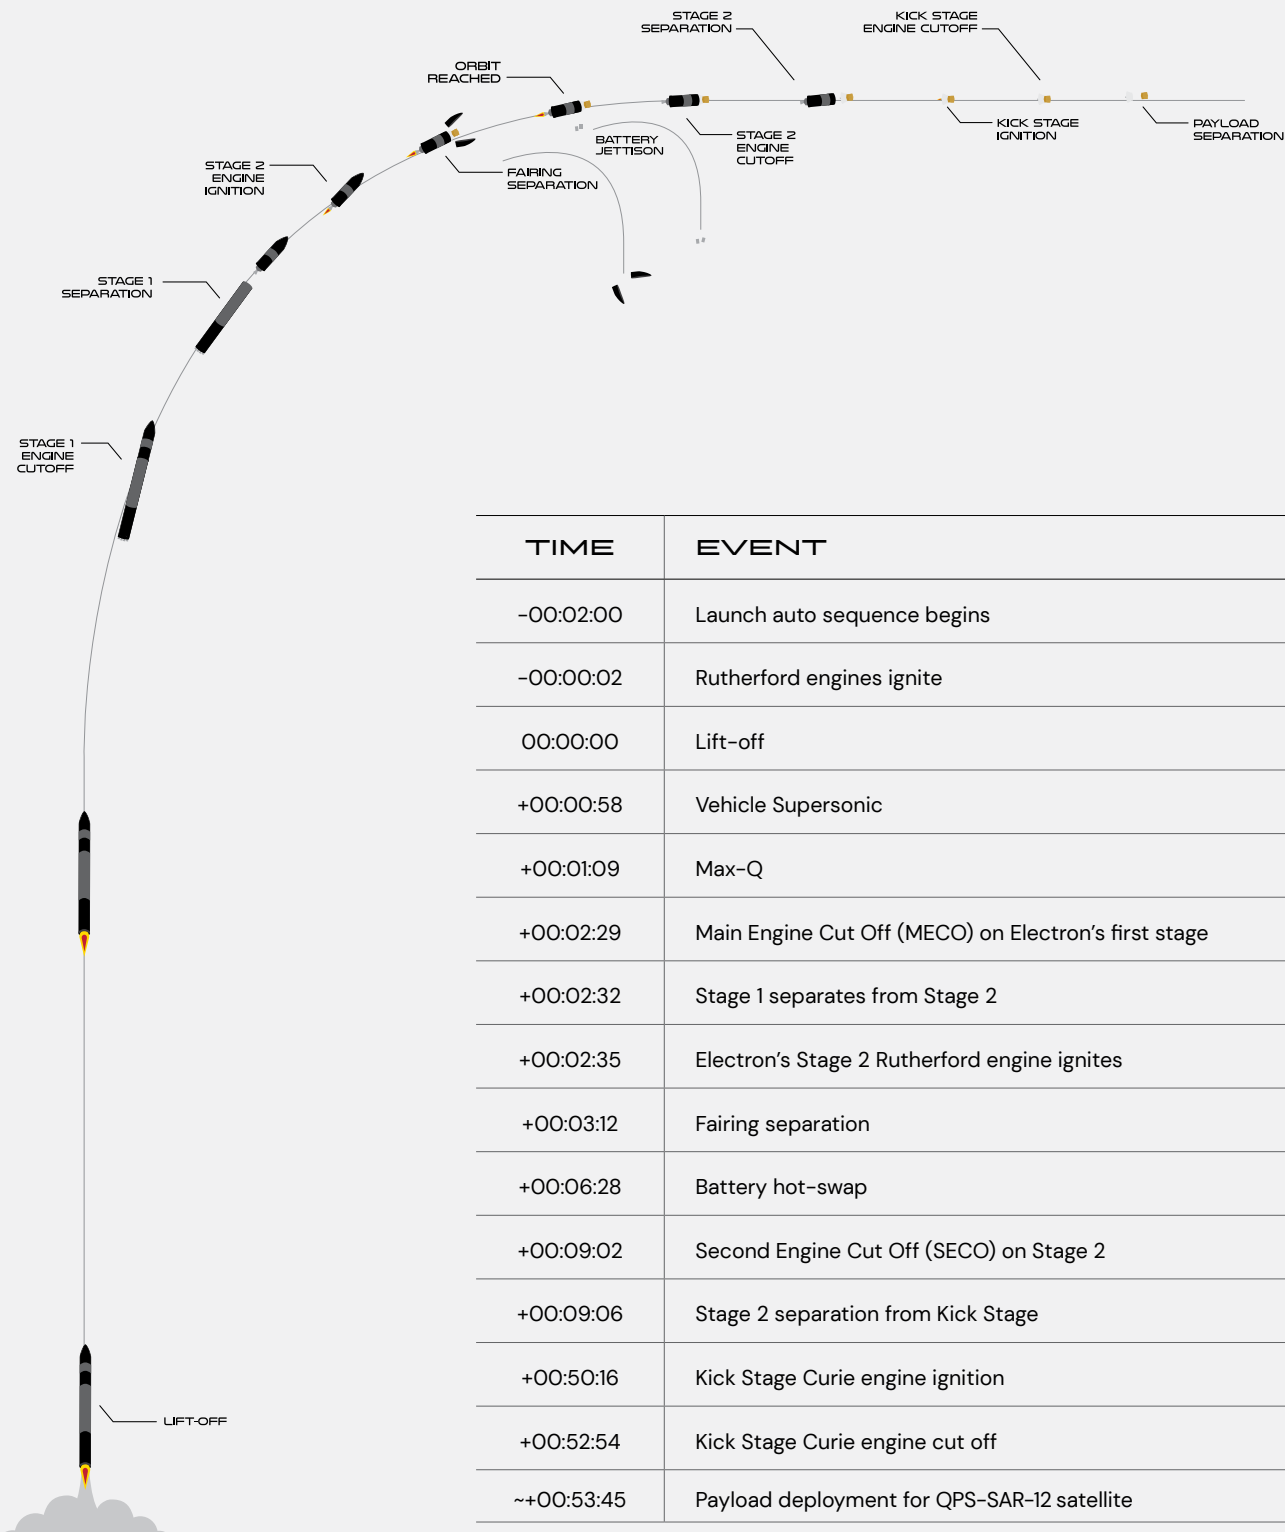 STAGE 2
SEPARATION
KICK STAGE
ENGINE CUTOFF
ORBIT
REACHED
KICK STAGE
IGNITION
PAYLOAD
SEPARATION
BATTERY
JETTISON
STAGE 2
ENGINE
CUTOFF
STAGE 2
ENGINE
IGNITION
FAIRING
SEPARATION
STAGE 1
SEPARATION
STAGE 1
ENGINE
CUTOFF
LIFT-OFF
TIME EVENT
-00:02:00 Launch auto sequence begins
-00:00:02 Rutherford engines ignite
00:00:00 Lift-off
+00:00:58 Vehicle Supersonic
+00:01:09 Max-Q
+00:02:29 Main Engine Cut Off (MECO) on Electron’s first stage
+00:02:32 Stage 1 separates from Stage 2
+00:02:35 Electron’s Stage 2 Rutherford engine ignites
+00:03:12 Fairing separation
+00:06:28 Battery hot-swap
+00:09:02 Second Engine Cut Off (SECO) on Stage 2
+00:09:06 Stage 2 separation from Kick Stage
+00:50:16 Kick Stage Curie engine ignition
+00:52:54 Kick Stage Curie engine cut off
~+00:53:45 Payload deployment for QPS-SAR-12 satellite